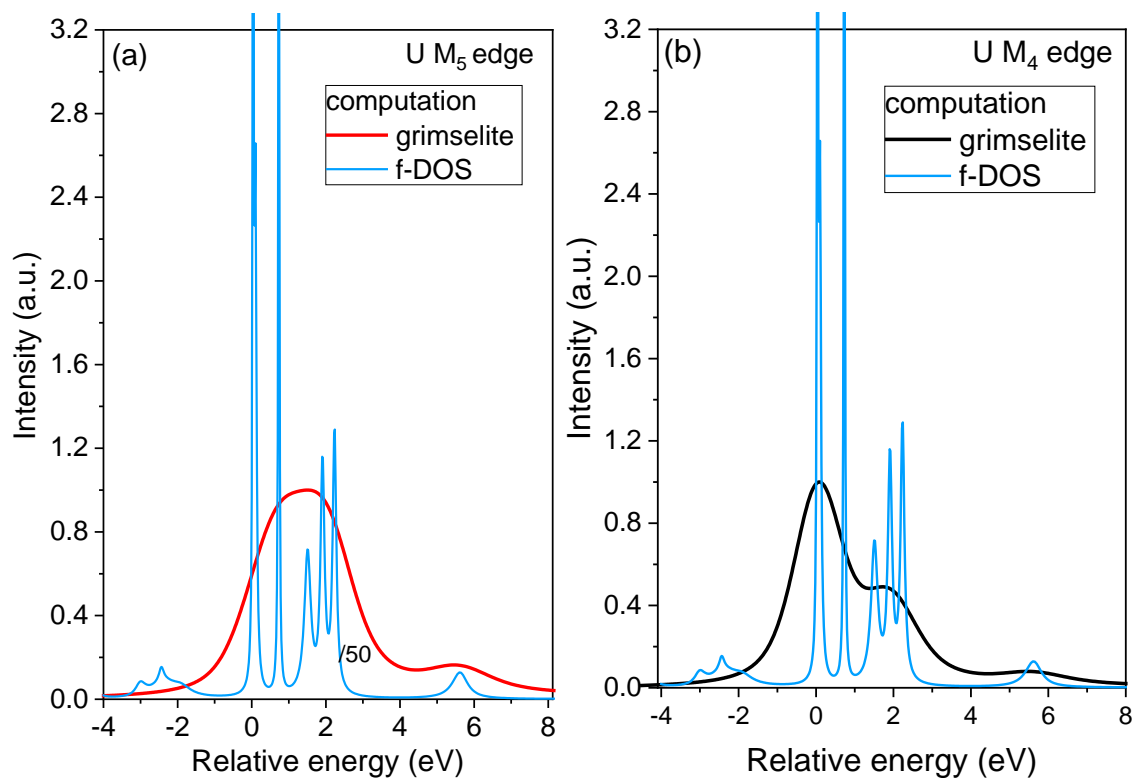 (a)
U M5 edge
computation
grimselite
f-DOS
/50
3.2
2.8
2.4
2.0
1.6
1.2
0.8
0.4
0.0
Intensity (a.u.)
-4 -2 0 2 4 6 8
Relative energy (eV)
(b)
U M4 edge
computation
grimselite
f-DOS
3.2
2.8
2.4
2.0
1.6
1.2
0.8
0.4
0.0
Intensity (a.u.)
-4 -2 0 2 4 6 8
Relative energy (eV)